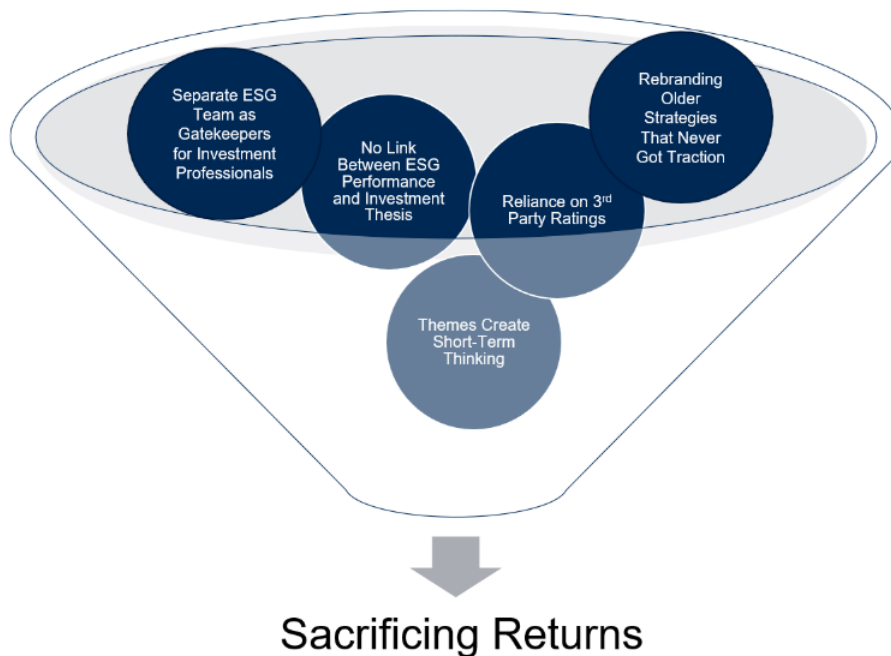 Separate ESG
Team as
Gatekeepers
for Investment
Professionals
No Link
Between ESG
Performance
and Investment
Thesis
Reliance on 3rd
Party Ratings
Rebranding
Older
Strategies
That Never
Got Traction
Themes Create
Short-Term
Thinking
Sacrificing Returns